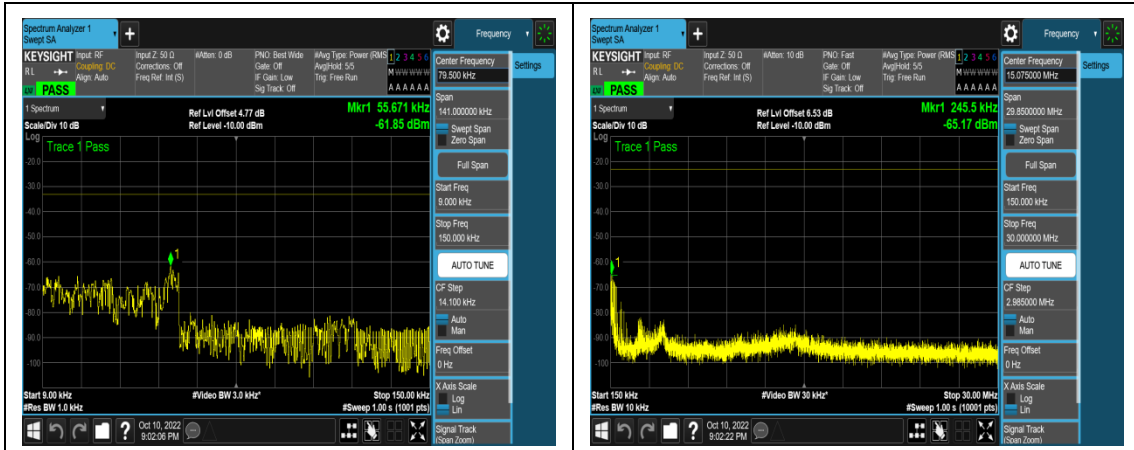 Spectrum Analyzer 1
Swept SA
+
Frequency
KEYSIGHT
RL
Input: RF
Coupling: DC
Align: Auto
Input Z: 50 Ω
Corrections: Off
Freq Ref: Int (S)
#Atten: 0 dB
PNO: Best Wide
Gate: Off
IF Gain: Low
Sig Track: Off
#Avg Type: Power (RMS
Avg|Hold: 5/5
Trig: Free Run
1 2 3 4 5 6
M W W W W W
A A A A A A
LXI
PASS
1 Spectrum
Scale/Div 10 dB
Ref Lvl Offset 4.77 dB
Ref Level -10.00 dBm
Mkr1 55.671 kHz
-61.85 dBm
Log
Trace 1 Pass
-20.0
-30.0
-40.0
-50.0
-60.0
-70.0
-80.0
-90.0
-100
1
Start 9.00 kHz
#Res BW 1.0 kHz
#Video BW 3.0 kHz*
Stop 150.00 kHz
#Sweep 1.00 s (1001 pts)
Oct 10, 2022
9:02:06 PM
?
Center Frequency
79.500 kHz
Settings
Span
141.000000 kHz
Swept Span
Zero Span
Full Span
Start Freq
9.000 kHz
Stop Freq
150.000 kHz
AUTO TUNE
CF Step
14.100 kHz
Auto
Man
Freq Offset
0 Hz
X Axis Scale
Log
Lin
Signal Track
(Span Zoom)
Spectrum Analyzer 1
Swept SA
+
Frequency
KEYSIGHT
RL
Input: RF
Coupling: DC
Align: Auto
Input Z: 50 Ω
Corrections: Off
Freq Ref: Int (S)
#Atten: 10 dB
PNO: Fast
Gate: Off
IF Gain: Low
Sig Track: Off
#Avg Type: Power (RMS
Avg|Hold: 5/5
Trig: Free Run
1 2 3 4 5 6
M W W W W W
A A A A A A
LXI
PASS
1 Spectrum
Scale/Div 10 dB
Ref Lvl Offset 6.53 dB
Ref Level -10.00 dBm
Mkr1 245.5 kHz
-65.17 dBm
Log
Trace 1 Pass
-20.0
-30.0
-40.0
-50.0
-60.0
-70.0
-80.0
-90.0
-100
1
Start 150 kHz
#Res BW 10 kHz
#Video BW 30 kHz*
Stop 30.00 MHz
#Sweep 1.00 s (10001 pts)
Oct 10, 2022
9:02:22 PM
?
Center Frequency
15.075000 MHz
Settings
Span
29.8500000 MHz
Swept Span
Zero Span
Full Span
Start Freq
150.000 kHz
Stop Freq
30.000000 MHz
AUTO TUNE
CF Step
2.985000 MHz
Auto
Man
Freq Offset
0 Hz
X Axis Scale
Log
Lin
Signal Track
(Span Zoom)